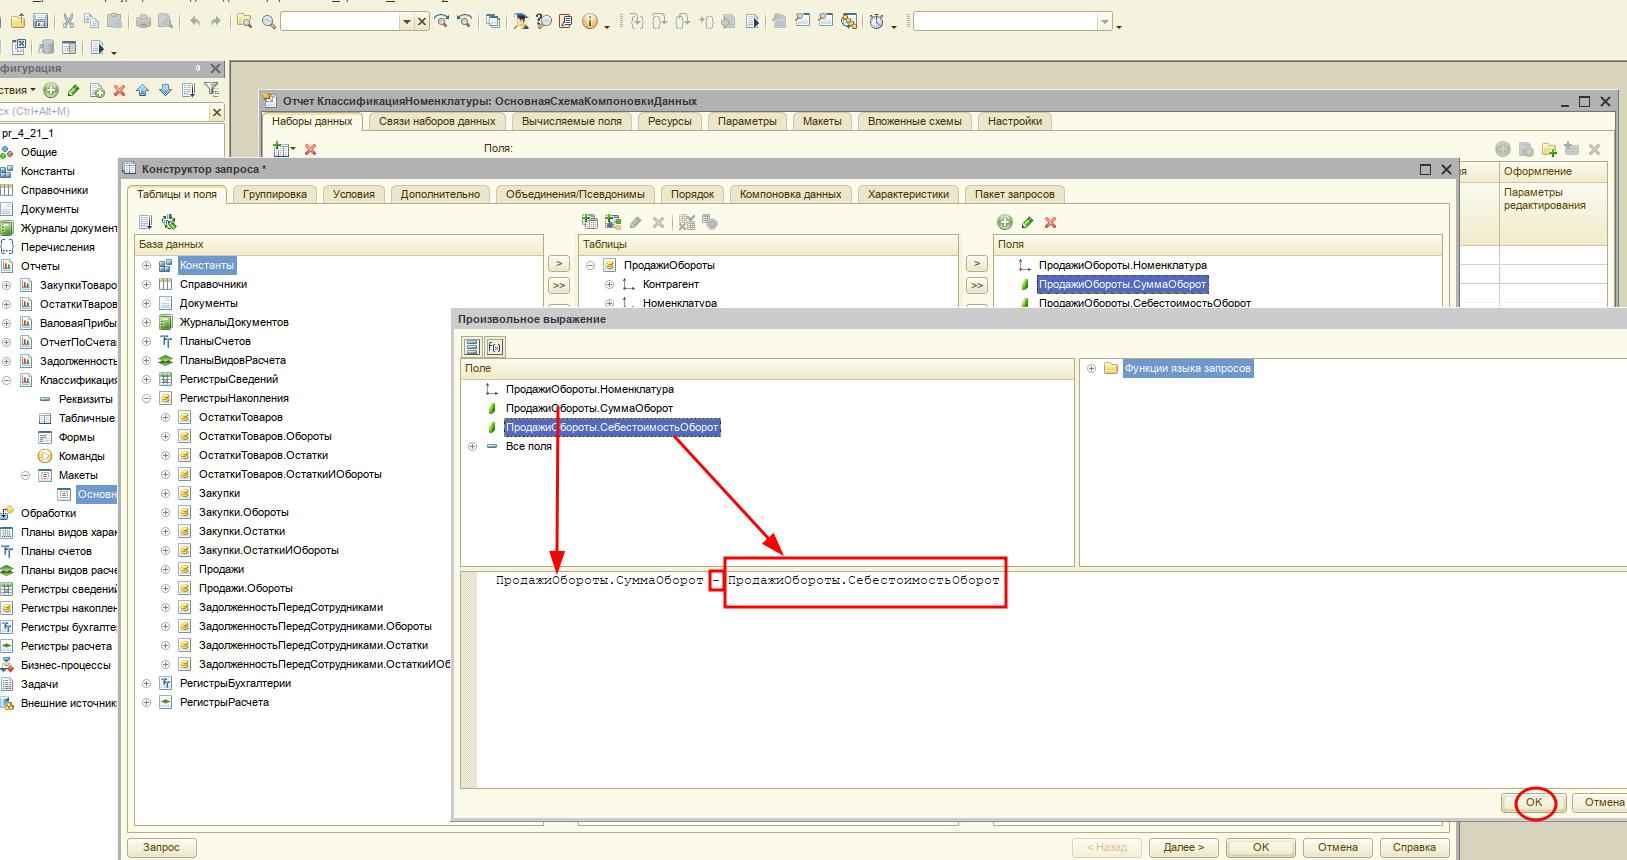 фигурация
ствия
ск (Ctrl+Alt+M)
pr_4_21_1
Общие
Константы
Справочники
Документы
Журналы документ
Перечисления
Отчеты
ЗакупкиТоваро
ОстаткиТваров
ВаловаяПрибы
ОтчетПоСчета
Задолженность
Классификация
Реквизиты
Табличные
Формы
Команды
Макеты
Основн
Обработки
Планы видов харак
Планы счетов
Планы видов расче
Регистры сведений
Регистры накоплен
Регистры бухгалте
Регистры расчета
Бизнес-процессы
Задачи
Внешние источник
Отчет КлассификацияНоменклатуры: ОсновнаяСхемаКомпоновкиДанных
Наборы данных Связи наборов данных Вычисляемые поля Ресурсы Параметры Макеты Вложенные схемы Настройки
Поля:
ия Оформление
Параметры
редактирования
Конструктор запроса *
Таблицы и поля Группировка Условия Дополнительно Объединения/Псевдонимы Порядок Компоновка данных Характеристики Пакет запросов
База данных
Константы
Справочники
Документы
ЖурналыДокументов
ПланыСчетов
ПланыВидовРасчета
РегистрыСведений
РегистрыНакопления
ОстаткиТоваров
ОстаткиТоваров.Обороты
ОстаткиТоваров.Остатки
ОстаткиТоваров.ОстаткиИОбороты
Закупки
Закупки.Обороты
Закупки.Остатки
Закупки.ОстаткиИОбороты
Продажи
Продажи.Обороты
ЗадолженностьПередСотрудниками
ЗадолженностьПередСотрудниками.Обороты
ЗадолженностьПередСотрудниками.Остатки
ЗадолженностьПередСотрудниками.ОстаткиИОб
РегистрыБухгалтерии
РегистрыРасчета
>
>>
Таблицы
ПродажиОбороты
Контрагент
Номенклатура
>
>>
Поля
ПродажиОбороты.Номенклатура
ПродажиОбороты.СуммаОборот
ПродажиОбороты.СебестоимостьОборот
Произвольное выражение
f(x)
Поле
ПродажиОбороты.Номенклатура
ПродажиОбороты.СуммаОборот
ПродажиОбороты.СебестоимостьОборот
Все поля
Функции языка запросов
ПродажиОбороты.СуммаОборот - ПродажиОбороты.СебестоимостьОборот
OK Отмена
Запрос < Назад Далее > OK Отмена Справка